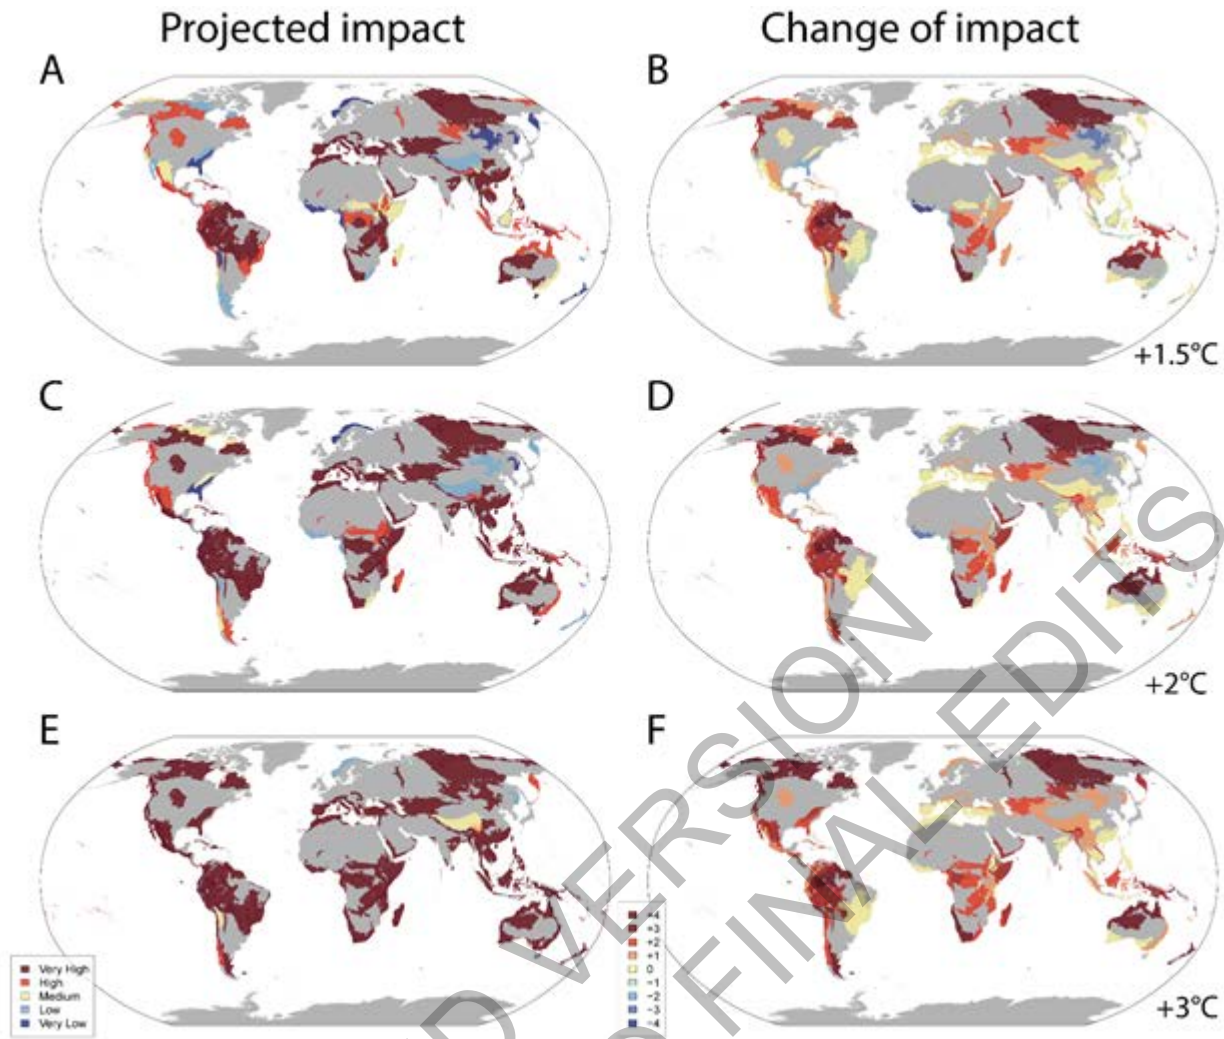 Projected impact
Change of impact
A
B
+1.5°C
C
D
+2°C
E
F
+3°C
Very High
High
Medium
Low
Very Low
+4
+3
+2
+1
0
−1
−2
−3
−4
D VERSION
FINAL EDITS